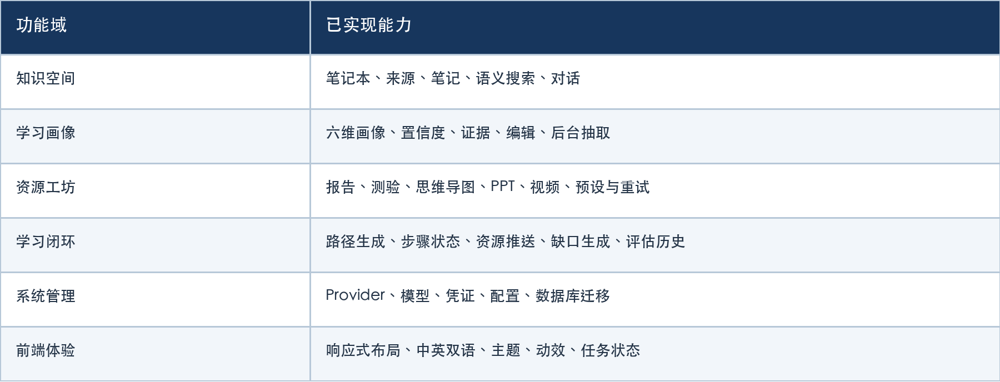 功能域 已实现能力
知识空间 笔记本、来源、笔记、语义搜索、对话
学习画像 六维画像、置信度、证据、编辑、后台抽取
资源工坊 报告、测验、思维导图、PPT、视频、预设与重试
学习闭环 路径生成、步骤状态、资源推送、缺口生成、评估历史
系统管理 Provider、模型、凭证、配置、数据库迁移
前端体验 响应式布局、中英双语、主题、动效、任务状态